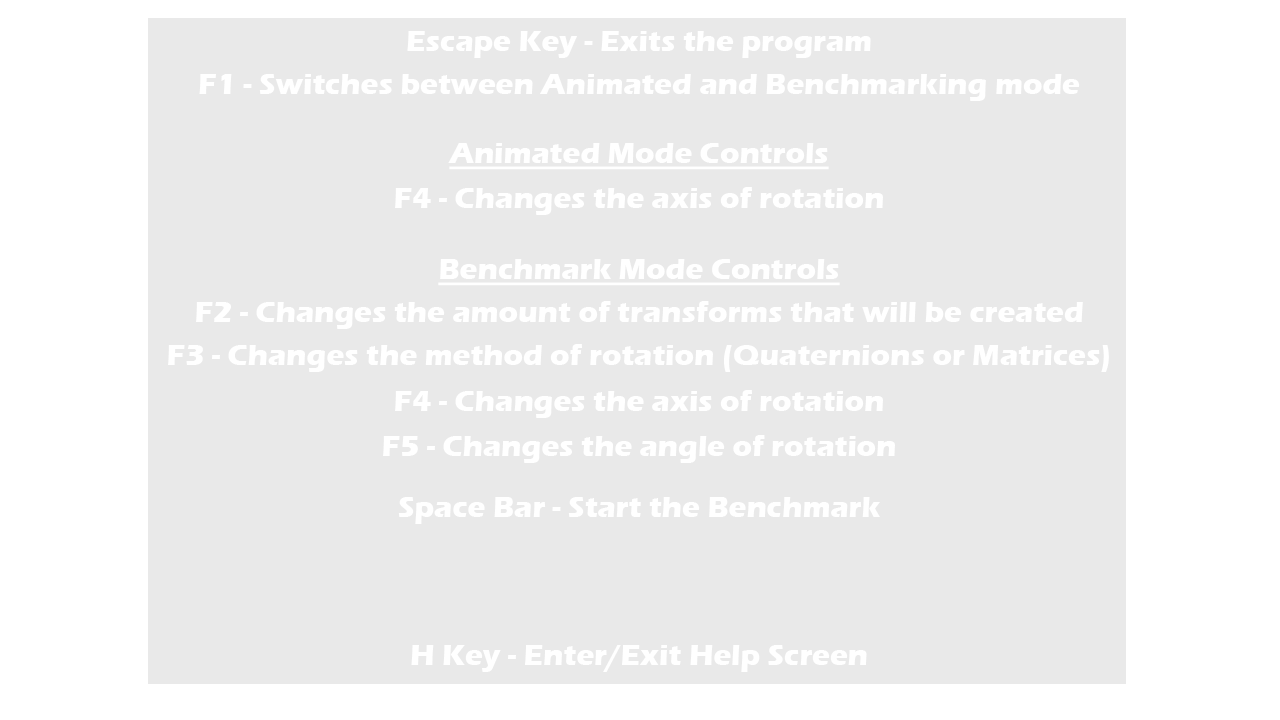 Escape Key - Exits the program
F1 - Switches between Animated and Benchmarking mode
Animated Mode Controls
F4 - Changes the axis of rotation
Benchmark Mode Controls
F2 - Changes the amount of transforms that will be created
F3 - Changes the method of rotation (Quaternions or Matrices)
F4 - Changes the axis of rotation
F5 - Changes the angle of rotation
Space Bar - Start the Benchmark
H Key - Enter/Exit Help Screen